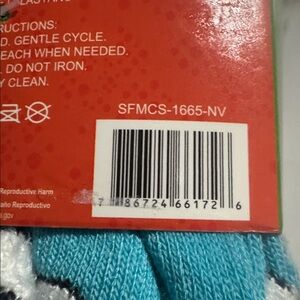 RUCTIONS:
D. GENTLE CYCLE.
EACH WHEN NEEDED.
. DO NOT IRON.
Y CLEAN.
SFMCS-1665-NV
Reproductive Harm
año Reproductivo
s.gov
7 86724 66172 6